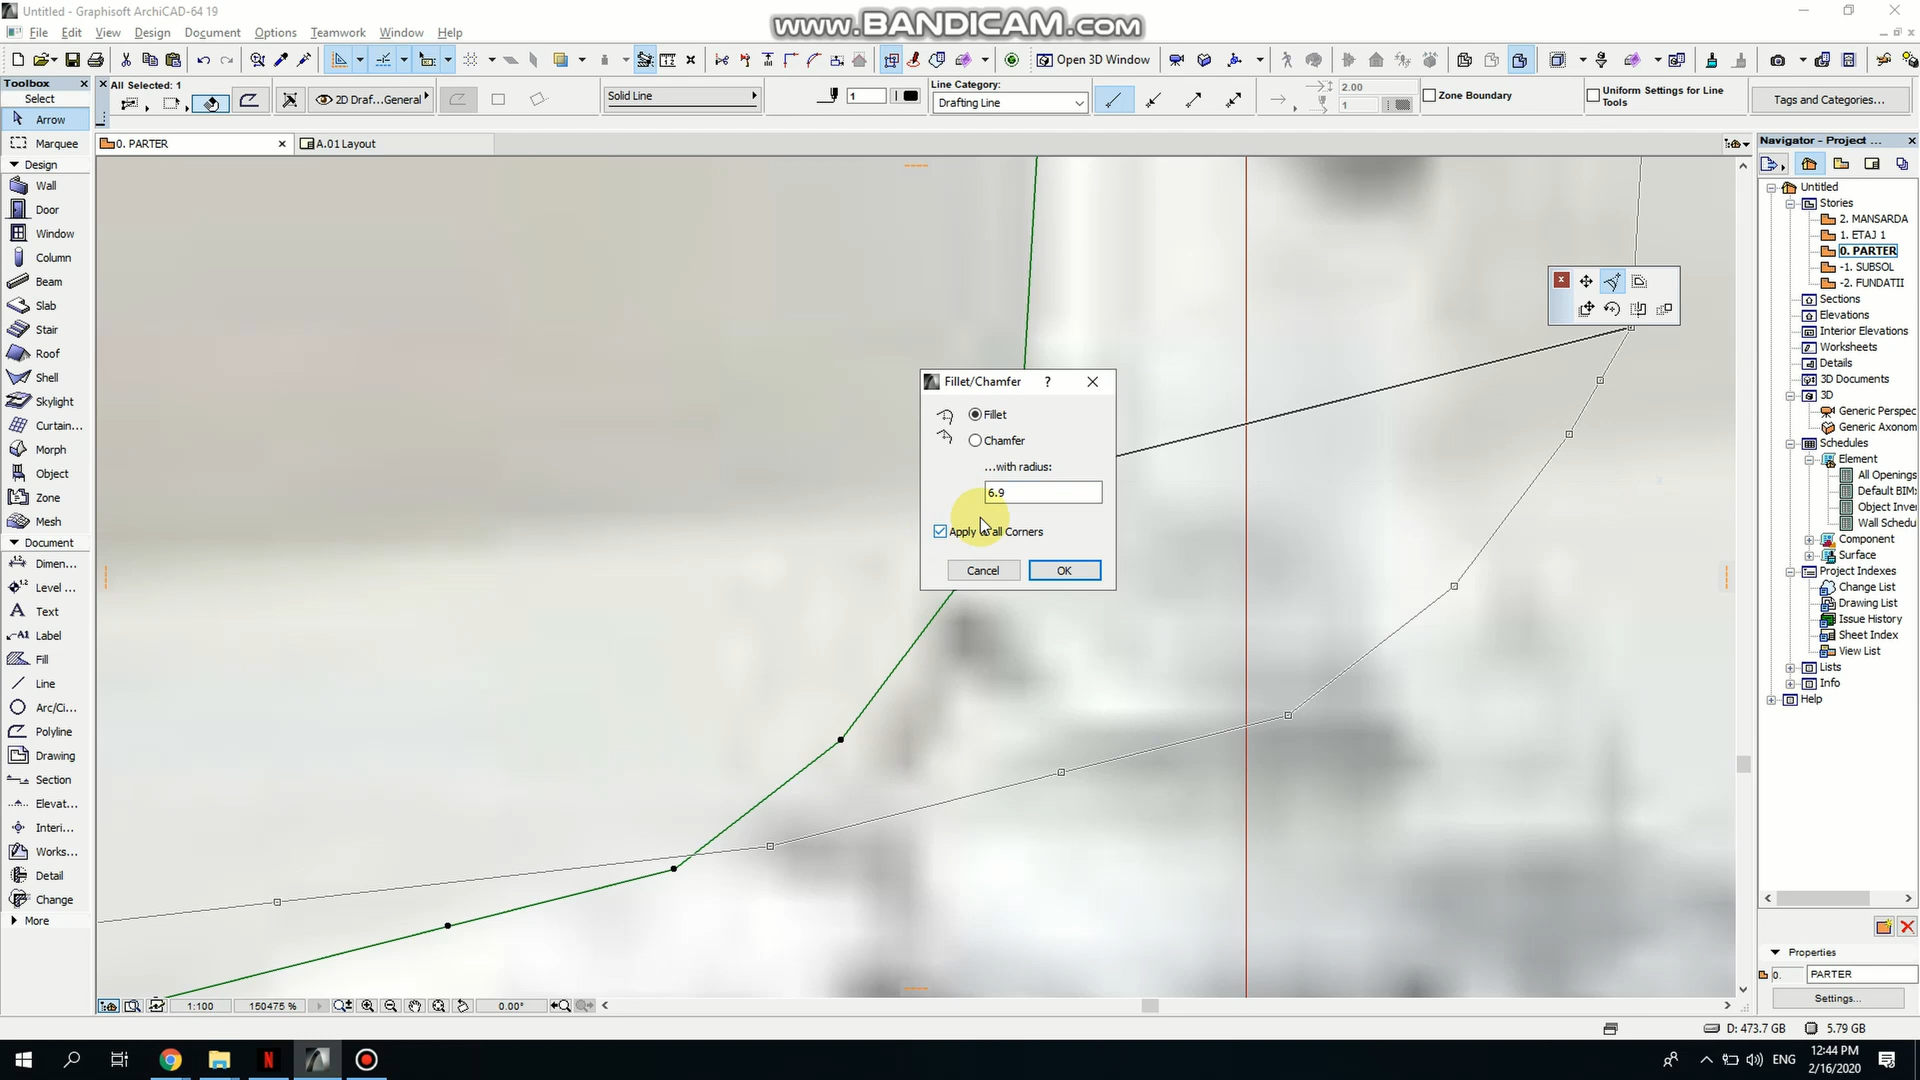 Untitled - Graphisoft ArchiCAD-64 19
www.BANDICAM.com
File Edit View Design Document Options Teamwork Window Help
Open 3D Window
Toolbox
Select
Arrow
Marquee
Design
Wall
Door
Window
Column
Beam
Slab
Stair
Roof
Shell
Skylight
Curtain...
Morph
Object
Zone
Mesh
Document
Dimen...
Level ...
Text
Label
Fill
Line
Arc/Ci...
Polyline
Drawing
Section
Elevat...
Interi...
Works...
Detail
Change
More
All Selected: 1
2D Draf...General
Solid Line
1
Line Category:
Drafting Line
2.00
1
Zone Boundary
Uniform Settings for Line Tools
Tags and Categories...
0. PARTER
A.01 Layout
Fillet/Chamfer ?
Fillet
Chamfer
...with radius:
6.9
all Corners
Cancel
OK
Navigator - Project ...
Untitled
Stories
2. MANSARDA
1. ETAJ 1
0. PARTER
-1. SUBSOL
-2. FUNDATII
Sections
Elevations
Interior Elevations
Worksheets
Details
3D Documents
3D
Generic Perspec
Generic Axonom
Schedules
Element
All Openings
Default BIMx
Object Inver
Wall Schedu
Component
Surface
Project Indexes
Change List
Drawing List
Issue History
Sheet Index
View List
Lists
Info
Help
Properties
0.
PARTER
Settings...
1:100
150475 %
0.00°
D: 473.7 GB
5.79 GB
ENG
12:44 PM
2/16/2020